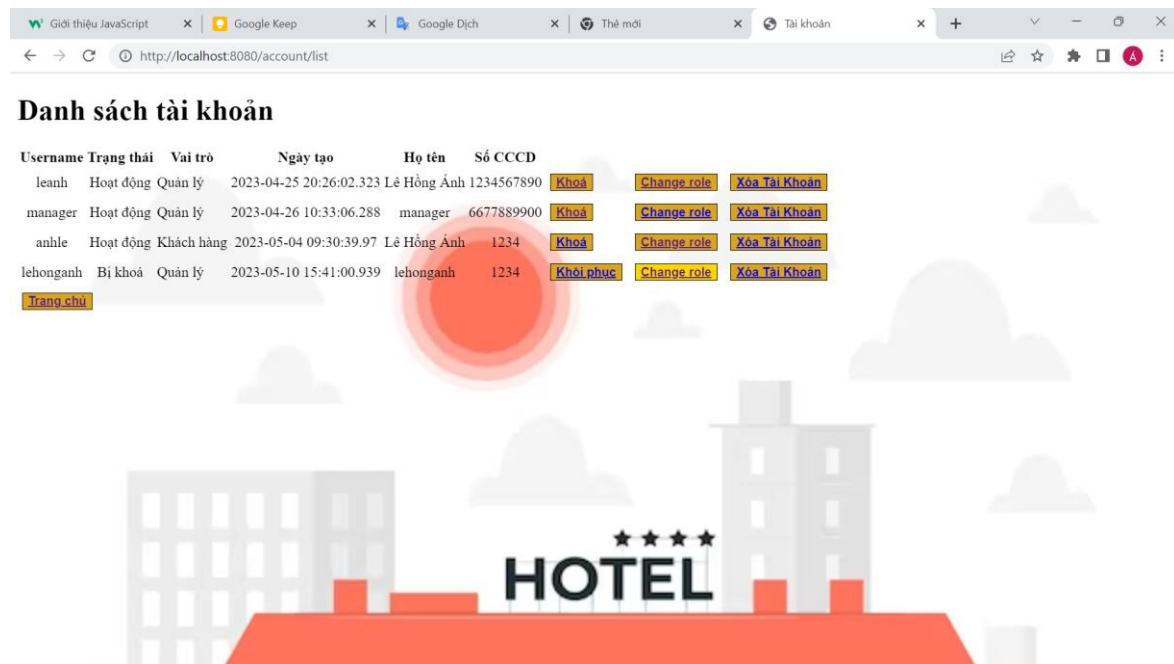 Giới thiệu JavaScript Google Keep Google Dịch Thẻ mới Tài khoản
http://localhost:8080/account/list
Danh sách tài khoản
Username Trạng thái Vai trò Ngày tạo Họ tên Số CCCD
leanh Hoạt động Quản lý 2023-04-25 20:26:02.323 Lê Hồng Ánh 1234567890 Khoá Change role Xóa Tài Khoản
manager Hoạt động Quản lý 2023-04-26 10:33:06.288 manager 6677889900 Khoá Change role Xóa Tài Khoản
anhle Hoạt động Khách hàng 2023-05-04 09:30:39.97 Lê Hồng Ánh 1234 Khoá Change role Xóa Tài Khoản
lehonganh Bị khoá Quản lý 2023-05-10 15:41:00.939 lehonganh 1234 Khôi phục Change role Xóa Tài Khoản
Trang chủ
HOTEL